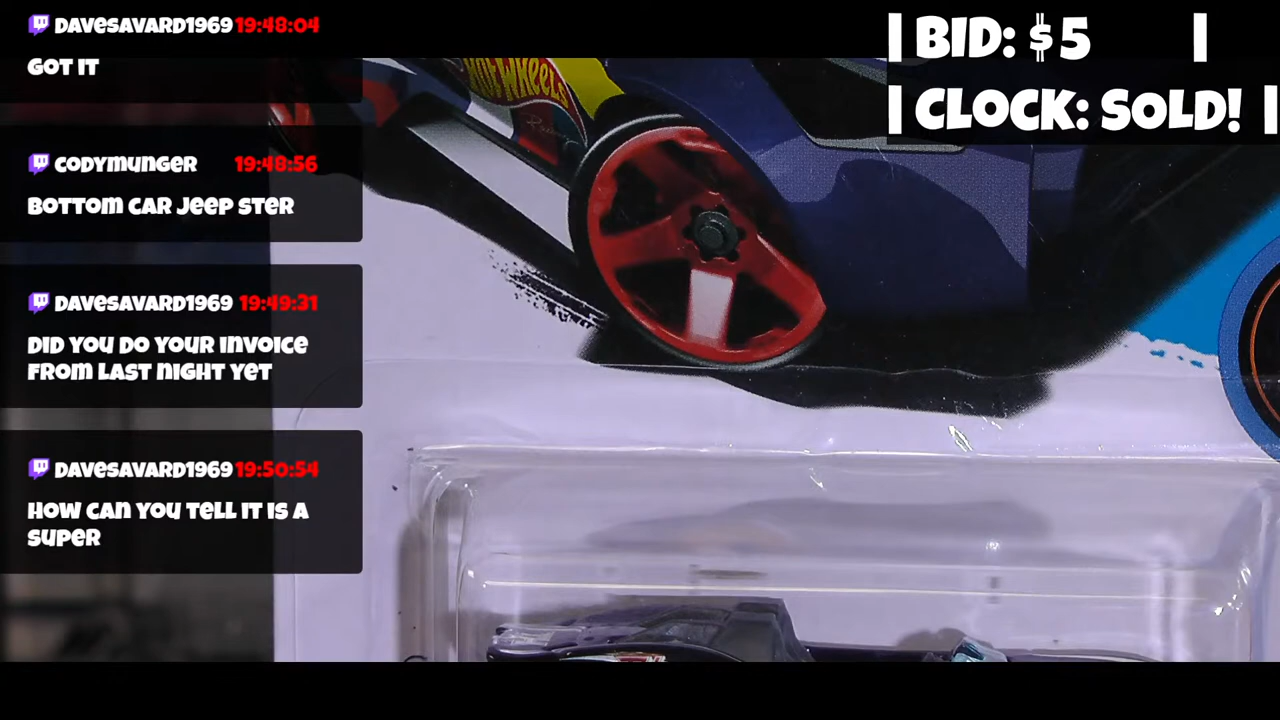 DAVESAVARD1969 19:48:04
GOT IT
CODYMUNGER 19:48:56
BOTTOM CAR JEEP STER
DAVESAVARD1969 19:49:31
DID YOU DO YOUR INVOICE
FROM LAST NIGHT YET
DAVESAVARD1969 19:50:54
HOW CAN YOU TELL IT IS A
SUPER
| BID: $5 |
| CLOCK: SOLD! |
HOT WHEELS